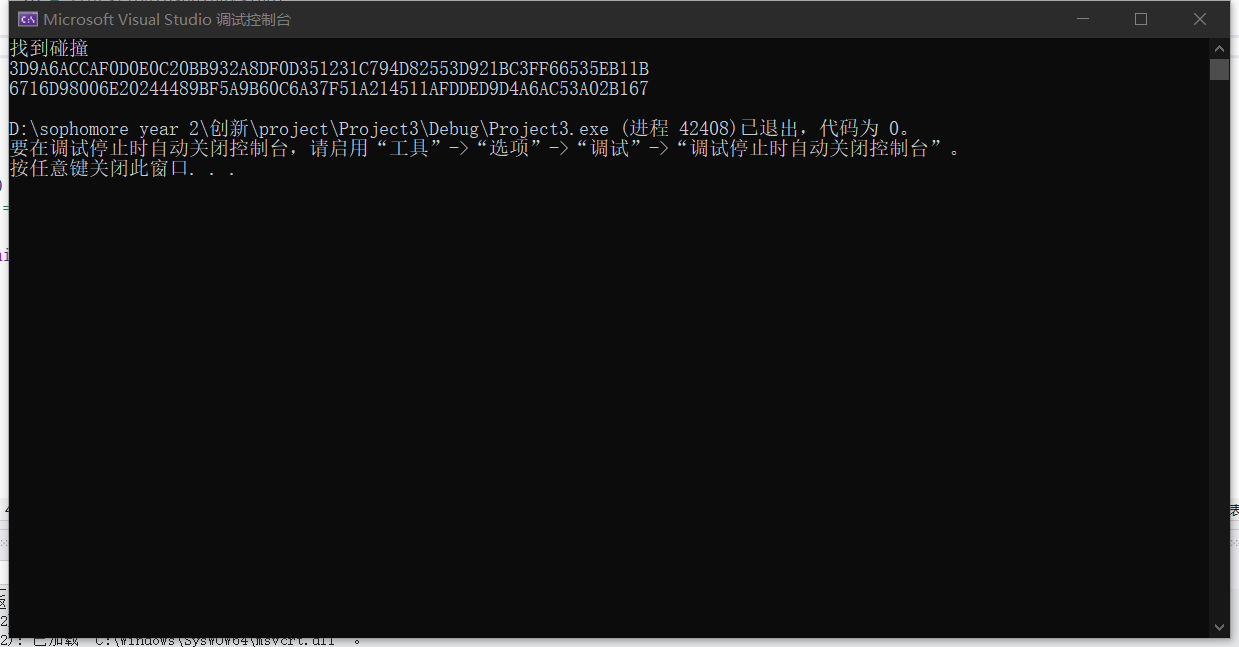 Microsoft Visual Studio 调试控制台
找到碰撞
3D9A6ACCAF0D0E0C20BB932A8DF0D351231C794D82553D921BC3FF66535EB11B
6716D98006E20244489BF5A9B60C6A37F51A214511AFDDED9D4A6AC53A02B167
D:\sophomore year 2\创新\project\Project3\Debug\Project3.exe (进程 42408)已退出，代码为 0。
要在调试停止时自动关闭控制台，请启用“工具”->“选项”->“调试”->“调试停止时自动关闭控制台”。
按任意键关闭此窗口. . .
表
2): 已加载 "C:\Windows\SysWOW64\msvcrt.dll"。